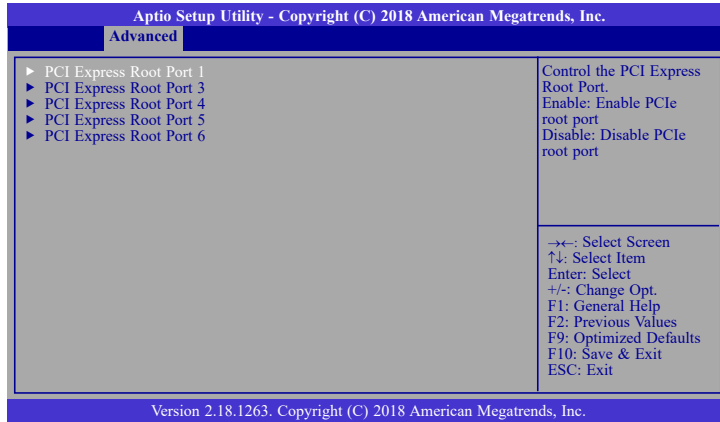 Aptio Setup Utility - Copyright (C) 2018 American Megatrends, Inc.
Advanced
► PCI Express Root Port 1
► PCI Express Root Port 3
► PCI Express Root Port 4
► PCI Express Root Port 5
► PCI Express Root Port 6
Control the PCI Express
Root Port.
Enable: Enable PCIe
root port
Disable: Disable PCIe
root port
→←: Select Screen
↑↓: Select Item
Enter: Select
+/-: Change Opt.
F1: General Help
F2: Previous Values
F9: Optimized Defaults
F10: Save & Exit
ESC: Exit
Version 2.18.1263. Copyright (C) 2018 American Megatrends, Inc.